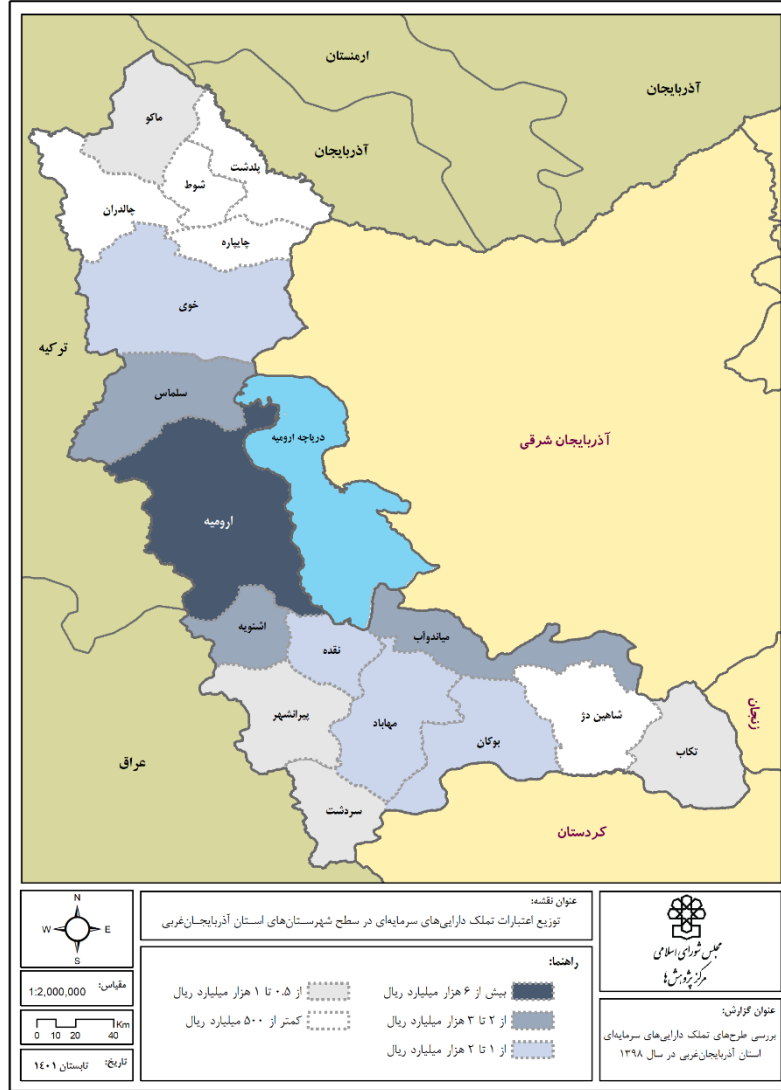 ارمنستان
آذربایجان
ماکو
آذربایجان
پلدشت
شوط
چالدران
چایپاره
خوی
ترکیه
سلماس
دریاچه ارومیه
آذربایجان شرقی
ارومیه
اشنویه
میاندوآب
نقده
پیرانشهر
مهاباد
شاهین دژ
زنجان
بوکان
تکاب
عراق
سردشت
کردستان
N
W
E
S
عنوان نقشه:
توزیع اعتبارات تملک دارایی‌های سرمایه‌ای در سطح شهرستان‌های استان آذربایجان‌غربی
مجلس شورای اسلامی
مرکز پژوهش‌ها
راهنما:
بیش از ۶ هزار میلیارد ریال
از ۲ تا ۳ هزار میلیارد ریال
از ۱ تا ۲ هزار میلیارد ریال
از ۰.۵ تا ۱ هزار میلیارد ریال
کمتر از ۵۰۰ میلیارد ریال
مقیاس:
1:2,000,000
Km
0 10 20 40
تاریخ: تابستان ۱۴۰۱
عنوان گزارش:
بررسی طرح‌های تملک دارایی‌های سرمایه‌ای
استان آذربایجان‌غربی در سال ۱۳۹۸